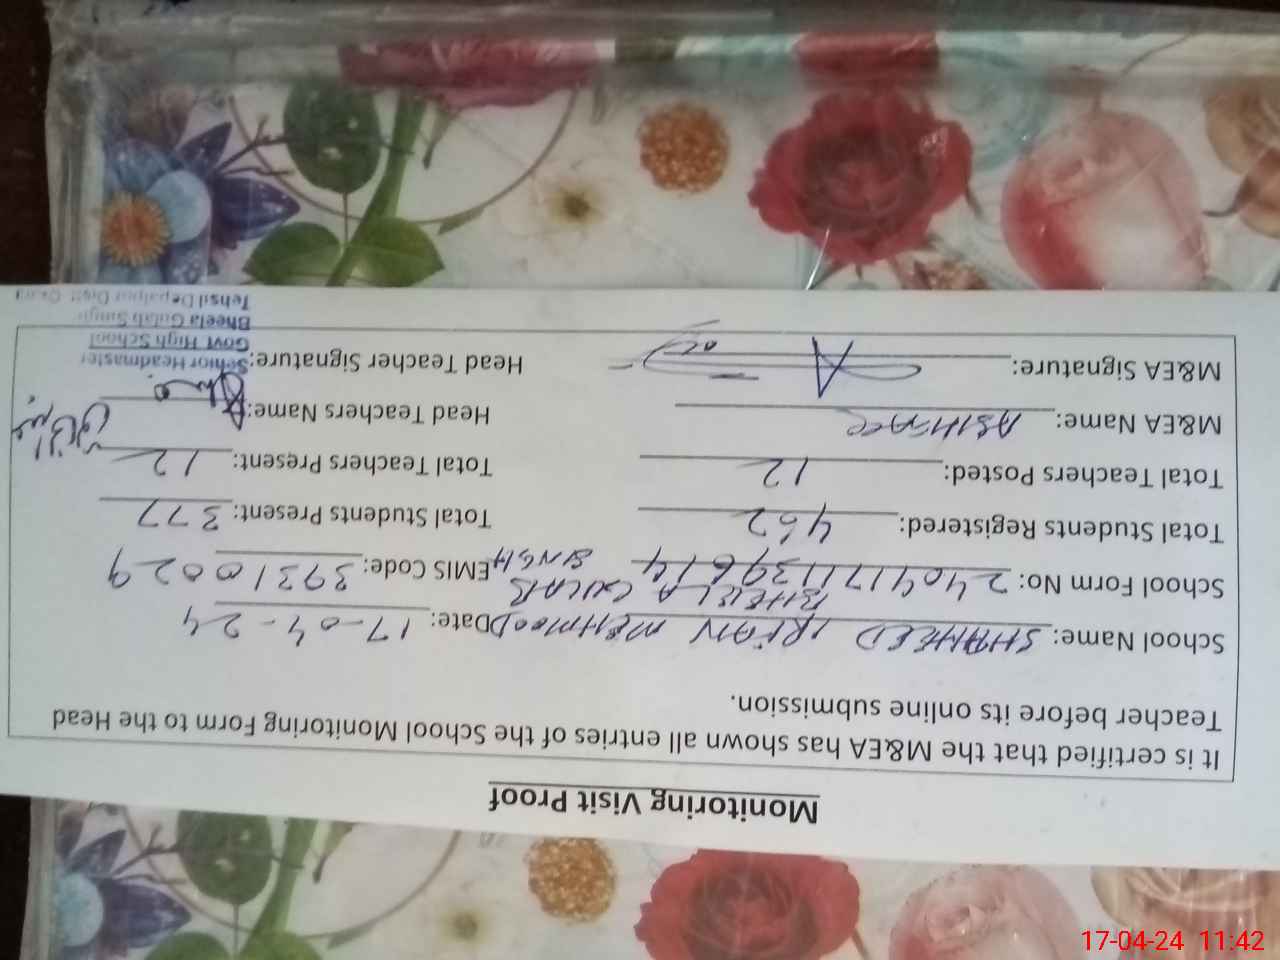 Monitoring Visit Proof
It is certified that the M&EA has shown all entries of the School Monitoring Form to the Head
Teacher before its online submission.
School Name: SHAHEED IRFAN MEHMOOD Date: 17-04-24
BHEELA GULAB SINGH
School Form No: 2404171139614 EMIS Code: 39310029
Total Students Registered: 462 Total Students Present: 377
Total Teachers Posted: 12 Total Teachers Present: 12
M&EA Name: ASHFAQ Head Teachers Name:
M&EA Signature: Head Teacher Signature:
Senior Headmaster
Govt High School
Bheela Gulab Singh
Tehsil Depalpur Distt. Okara
17-04-24 11:42